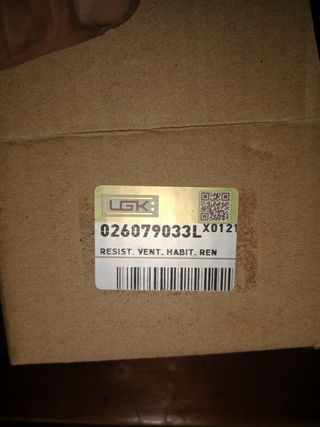 LGK
026079033L X0121
RESIST. VENT. HABIT. REN